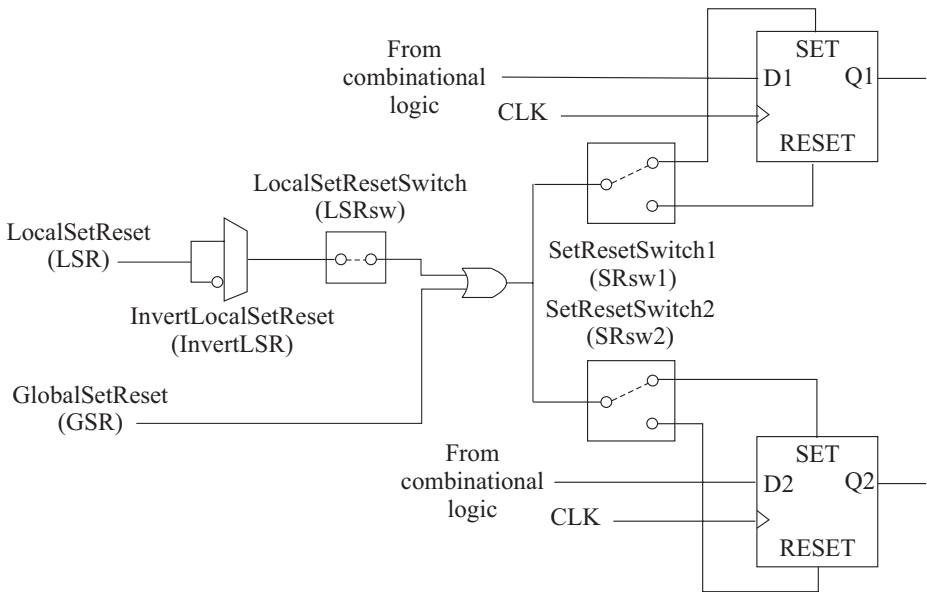 SET
From
combinational
logic
D1
Q1
CLK
RESET
LocalSetResetSwitch
(LSRsw)
LocalSetReset
(LSR)
SetResetSwitch1
(SRsw1)
InvertLocalSetReset
(InvertLSR)
SetResetSwitch2
(SRsw2)
GlobalSetReset
(GSR)
From
combinational
logic
SET
D2
Q2
CLK
RESET